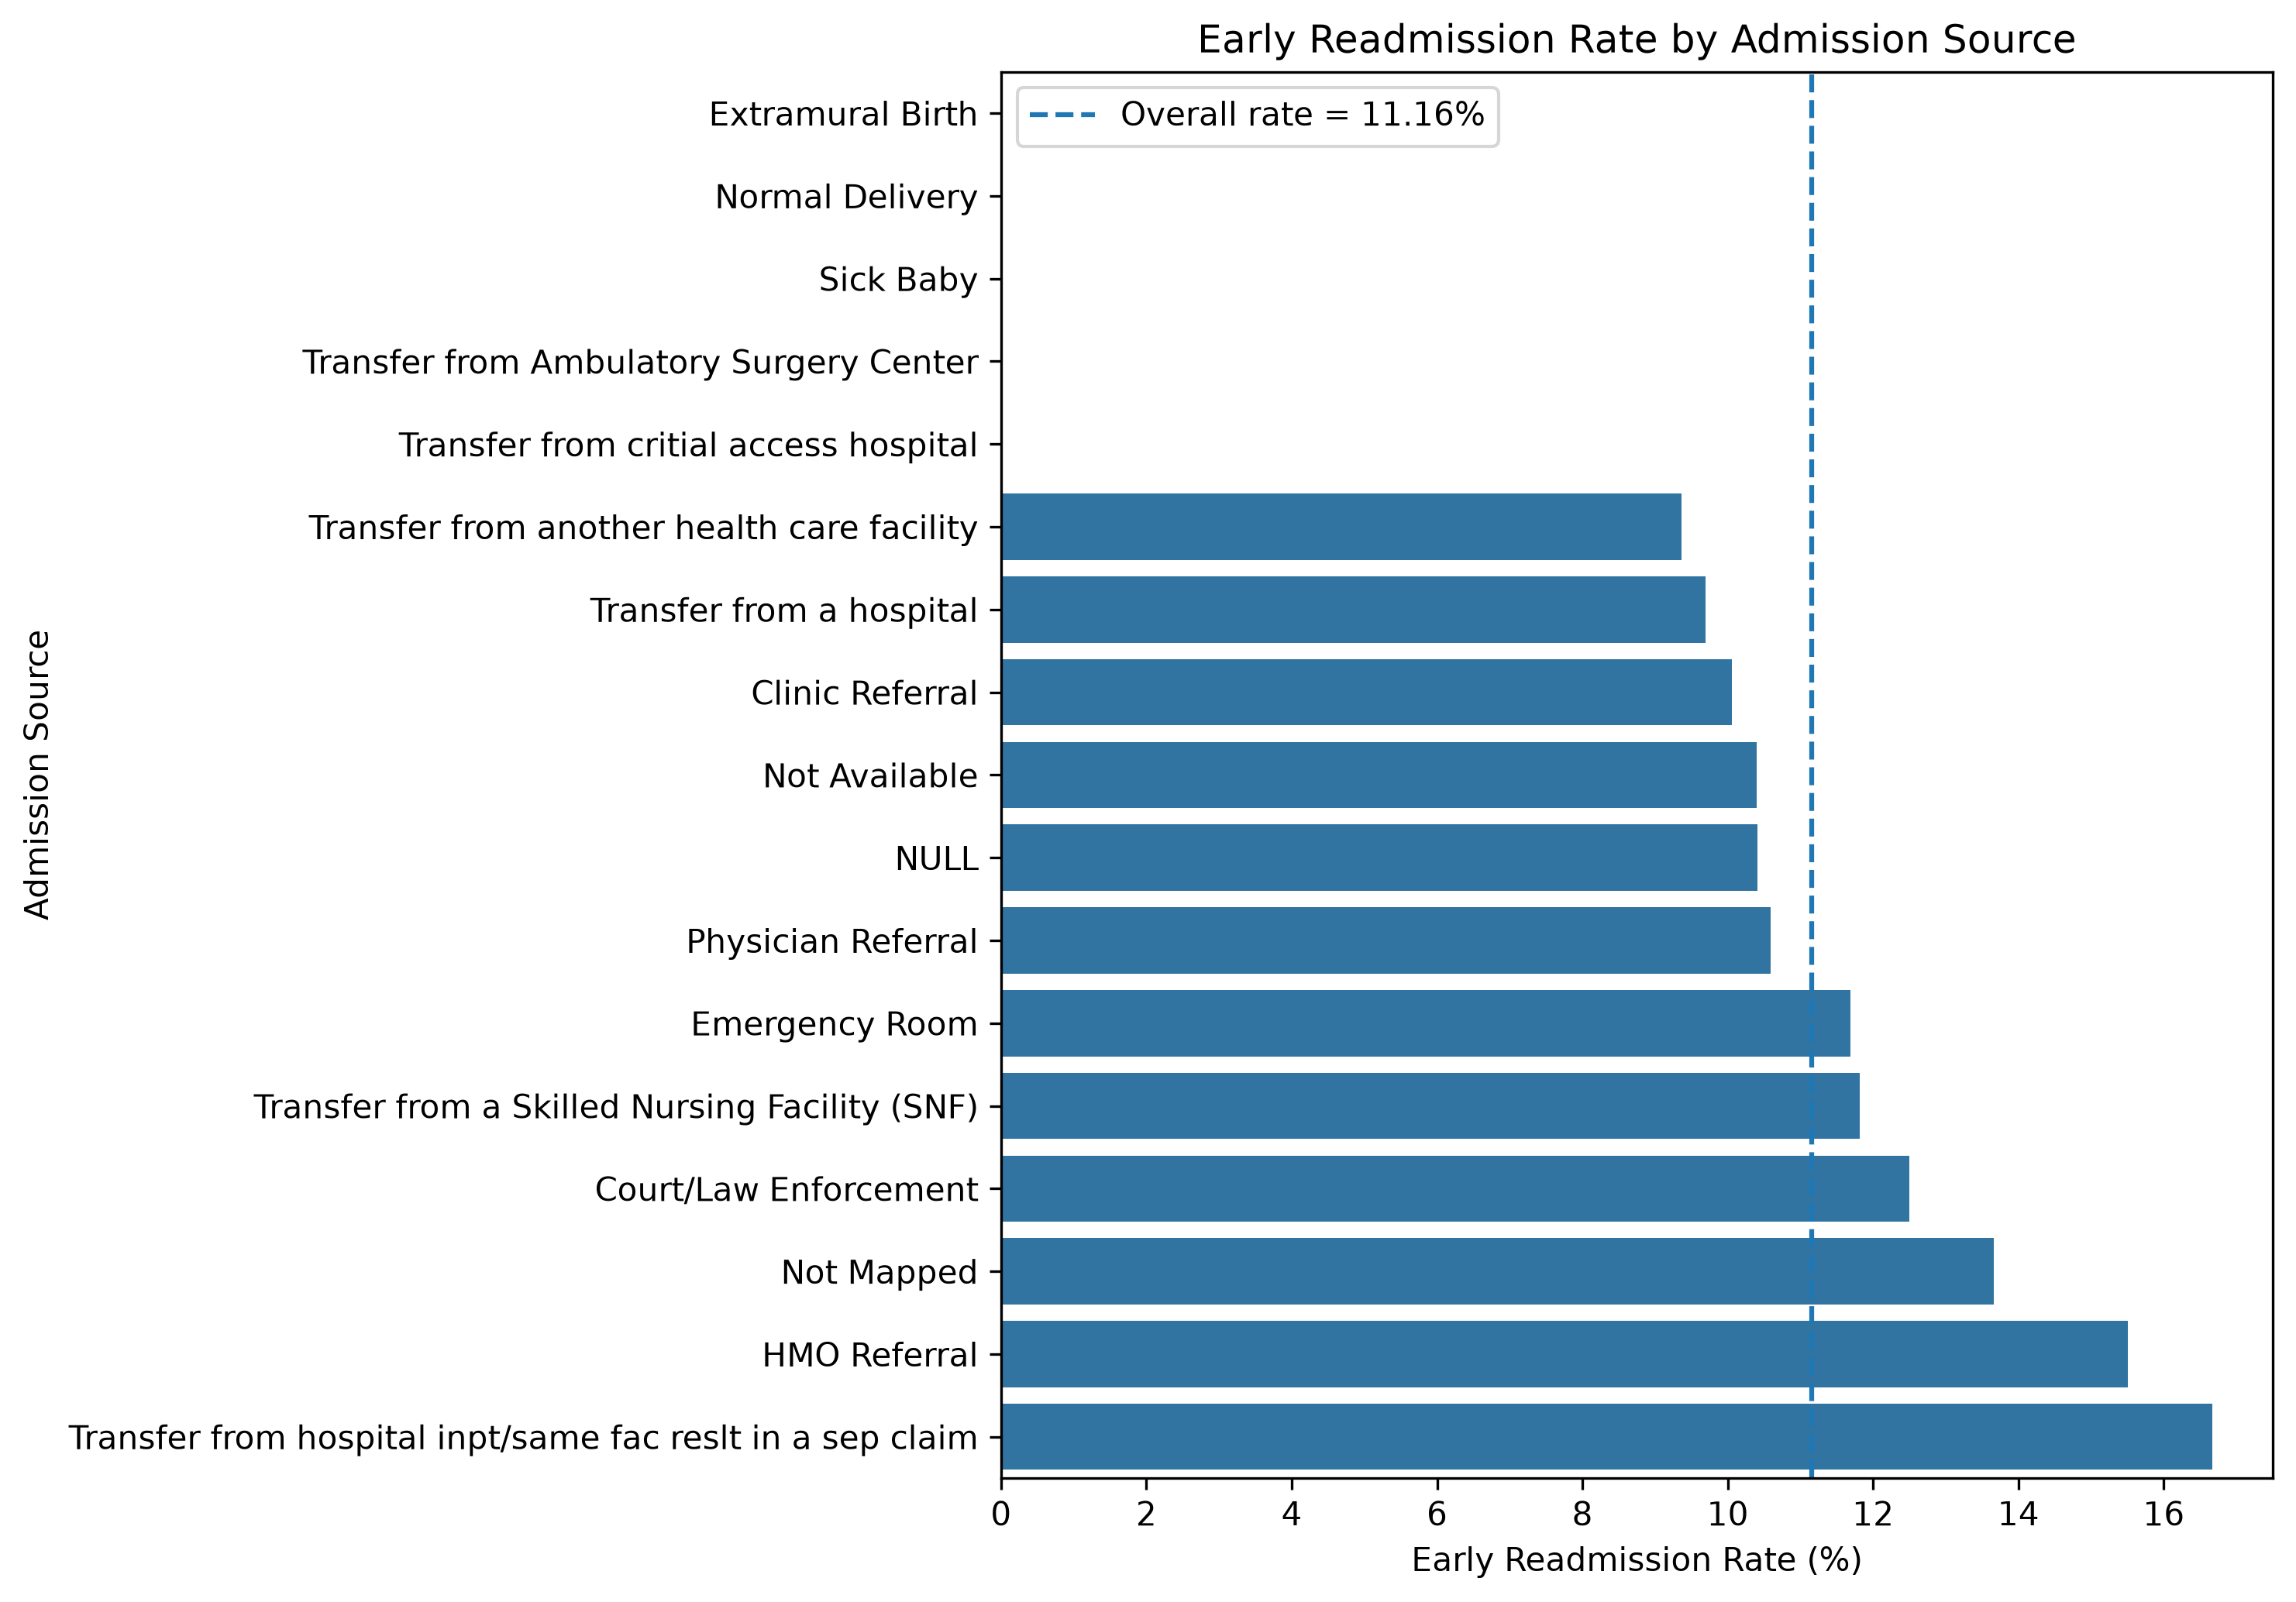 Early Readmission Rate by Admission Source
Overall rate = 11.16%
Admission Source
Extramural Birth
Normal Delivery
Sick Baby
Transfer from Ambulatory Surgery Center
Transfer from critial access hospital
Transfer from another health care facility
Transfer from a hospital
Clinic Referral
Not Available
NULL
Physician Referral
Emergency Room
Transfer from a Skilled Nursing Facility (SNF)
Court/Law Enforcement
Not Mapped
HMO Referral
Transfer from hospital inpt/same fac reslt in a sep claim
0 2 4 6 8 10 12 14 16
Early Readmission Rate (%)